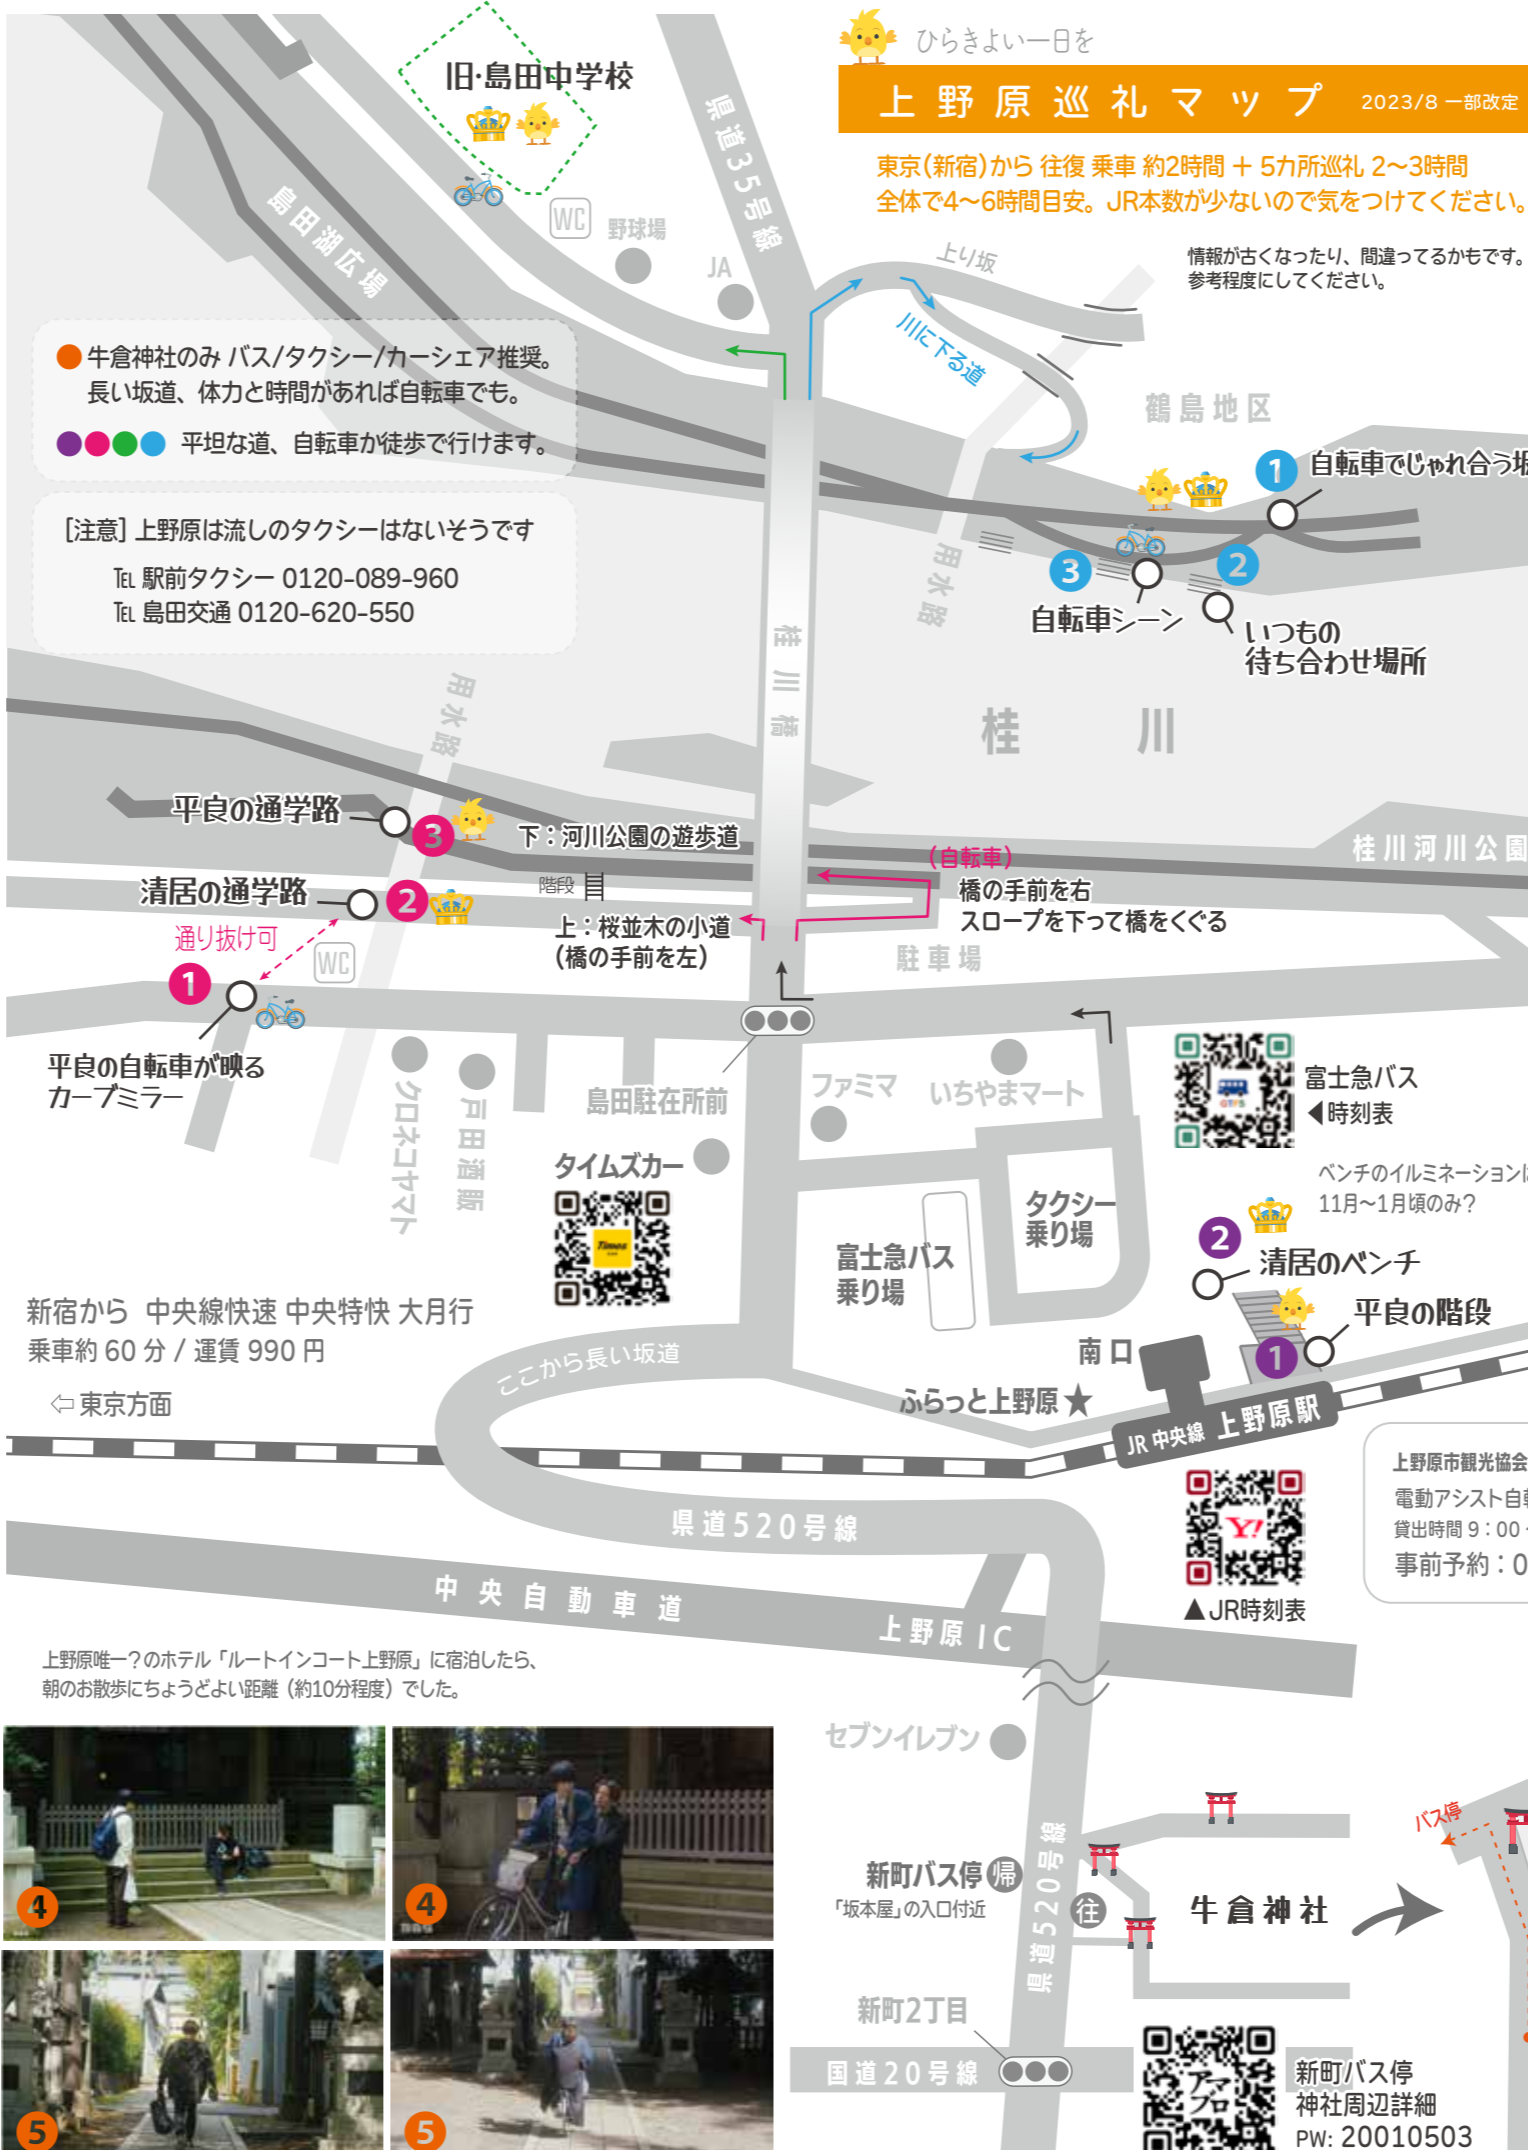 ひらきよい一日を
上野原巡礼マップ 2023/8 一部改定
東京(新宿)から 往復 乗車 約2時間 + 5カ所巡礼 2〜3時間
全体で4〜6時間目安。JR本数が少ないので気をつけてください。
情報が古くなったり、間違ってるかもです。
参考程度にしてください。
旧・島田中学校
県道35号線
島田湖広場
WC
野球場
JA
上り坂
川に下る道
鶴島地区
牛倉神社のみ バス/タクシー/カーシェア推奨。
長い坂道、体力と時間があれば自転車でも。
平坦な道、自転車か徒歩で行けます。
[注意] 上野原は流しのタクシーはないそうです
℡ 駅前タクシー 0120-089-960
℡ 島田交通 0120-620-550
1 自転車でじゃれ合う坂
2
いつもの
待ち合わせ場所
3
自転車シーン
用水路
桂川橋
桂川
用水路
平良の通学路
3
下：河川公園の遊歩道
桂川河川公園
清居の通学路
2
階段
上：桜並木の小道
(橋の手前を左)
(自転車)
橋の手前を右
スロープを下って橋をくぐる
通り抜け可
WC
駐車場
1
平良の自転車が映る
カーブミラー
クロネコヤマト
戸田酒販
島田駐在所前
ファミマ
いちやまマート
富士急バス
◀時刻表
タイムズカー
Times
タクシー
乗り場
富士急バス
乗り場
ベンチのイルミネーションは
11月〜1月頃のみ?
2
清居のベンチ
平良の階段
1
南口
ふらっと上野原★
JR 中央線 上野原駅
新宿から 中央線快速 中央特快 大月行
乗車約 60 分 / 運賃 990 円
⇦ 東京方面
ここから長い坂道
県道520号線
中央自動車道
上野原 IC
Y!
▲JR時刻表
上野原市観光協会
電動アシスト自転
貸出時間 9：00
事前予約：0
上野原唯一?のホテル「ルートインコート上野原」に宿泊したら、
朝のお散歩にちょうどよい距離（約10分程度）でした。
4
4
5
5
セブンイレブン
県道520号線
新町バス停 帰
「坂本屋」の入口付近
往
牛倉神社
バス停
新町2丁目
国道20号線
アマプロ
新町バス停
神社周辺詳細
PW: 20010503